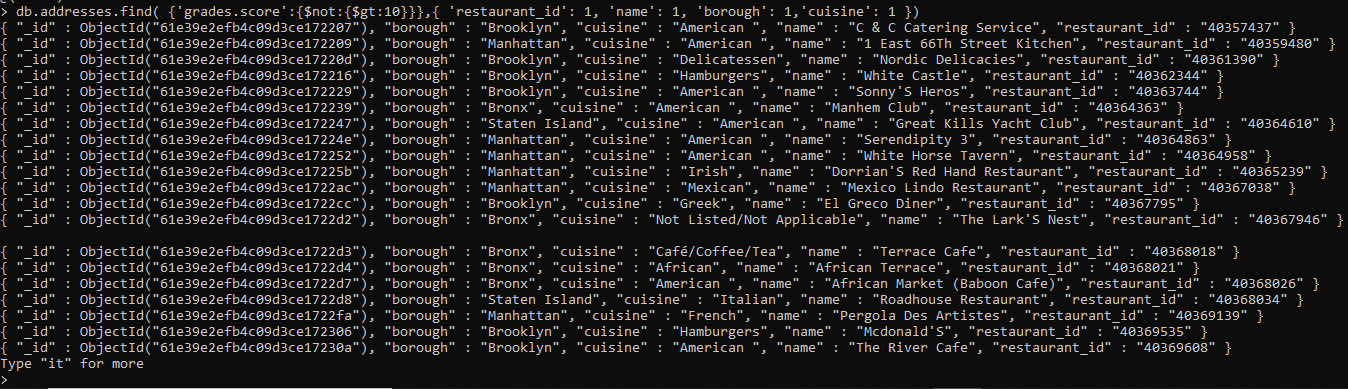 > db.addresses.find( {'grades.score':{$not:{$gt:10}}},{ 'restaurant_id': 1, 'name': 1, 'borough': 1,'cuisine': 1 })
{ "_id" : ObjectId("61e39e2efb4c09d3ce172207"), "borough" : "Brooklyn", "cuisine" : "American ", "name" : "C & C Catering Service", "restaurant_id" : "40357437" }
{ "_id" : ObjectId("61e39e2efb4c09d3ce172209"), "borough" : "Manhattan", "cuisine" : "American ", "name" : "1 East 66Th Street Kitchen", "restaurant_id" : "40359480" }
{ "_id" : ObjectId("61e39e2efb4c09d3ce17220d"), "borough" : "Brooklyn", "cuisine" : "Delicatessen", "name" : "Nordic Delicacies", "restaurant_id" : "40361390" }
{ "_id" : ObjectId("61e39e2efb4c09d3ce172216"), "borough" : "Brooklyn", "cuisine" : "Hamburgers", "name" : "White Castle", "restaurant_id" : "40362344" }
{ "_id" : ObjectId("61e39e2efb4c09d3ce172229"), "borough" : "Brooklyn", "cuisine" : "American ", "name" : "Sonny'S Heros", "restaurant_id" : "40363744" }
{ "_id" : ObjectId("61e39e2efb4c09d3ce172239"), "borough" : "Bronx", "cuisine" : "American ", "name" : "Manhem Club", "restaurant_id" : "40364363" }
{ "_id" : ObjectId("61e39e2efb4c09d3ce172247"), "borough" : "Staten Island", "cuisine" : "American ", "name" : "Great Kills Yacht Club", "restaurant_id" : "40364610" }
{ "_id" : ObjectId("61e39e2efb4c09d3ce17224e"), "borough" : "Manhattan", "cuisine" : "American ", "name" : "Serendipity 3", "restaurant_id" : "40364863" }
{ "_id" : ObjectId("61e39e2efb4c09d3ce172252"), "borough" : "Manhattan", "cuisine" : "American ", "name" : "White Horse Tavern", "restaurant_id" : "40364958" }
{ "_id" : ObjectId("61e39e2efb4c09d3ce17225b"), "borough" : "Manhattan", "cuisine" : "Irish", "name" : "Dorrian'S Red Hand Restaurant", "restaurant_id" : "40365239" }
{ "_id" : ObjectId("61e39e2efb4c09d3ce1722ac"), "borough" : "Manhattan", "cuisine" : "Mexican", "name" : "Mexico Lindo Restaurant", "restaurant_id" : "40367038" }
{ "_id" : ObjectId("61e39e2efb4c09d3ce1722cc"), "borough" : "Brooklyn", "cuisine" : "Greek", "name" : "El Greco Diner", "restaurant_id" : "40367795" }
{ "_id" : ObjectId("61e39e2efb4c09d3ce1722d2"), "borough" : "Bronx", "cuisine" : "Not Listed/Not Applicable", "name" : "The Lark'S Nest", "restaurant_id" : "40367946" }
{ "_id" : ObjectId("61e39e2efb4c09d3ce1722d3"), "borough" : "Bronx", "cuisine" : "Café/Coffee/Tea", "name" : "Terrace Cafe", "restaurant_id" : "40368018" }
{ "_id" : ObjectId("61e39e2efb4c09d3ce1722d4"), "borough" : "Bronx", "cuisine" : "African", "name" : "African Terrace", "restaurant_id" : "40368021" }
{ "_id" : ObjectId("61e39e2efb4c09d3ce1722d7"), "borough" : "Bronx", "cuisine" : "American ", "name" : "African Market (Baboon Cafe)", "restaurant_id" : "40368026" }
{ "_id" : ObjectId("61e39e2efb4c09d3ce1722d8"), "borough" : "Staten Island", "cuisine" : "Italian", "name" : "Roadhouse Restaurant", "restaurant_id" : "40368034" }
{ "_id" : ObjectId("61e39e2efb4c09d3ce1722fa"), "borough" : "Manhattan", "cuisine" : "French", "name" : "Pergola Des Artistes", "restaurant_id" : "40369139" }
{ "_id" : ObjectId("61e39e2efb4c09d3ce172306"), "borough" : "Brooklyn", "cuisine" : "Hamburgers", "name" : "Mcdonald'S", "restaurant_id" : "40369535" }
{ "_id" : ObjectId("61e39e2efb4c09d3ce17230a"), "borough" : "Brooklyn", "cuisine" : "American ", "name" : "The River Cafe", "restaurant_id" : "40369608" }
Type "it" for more
>